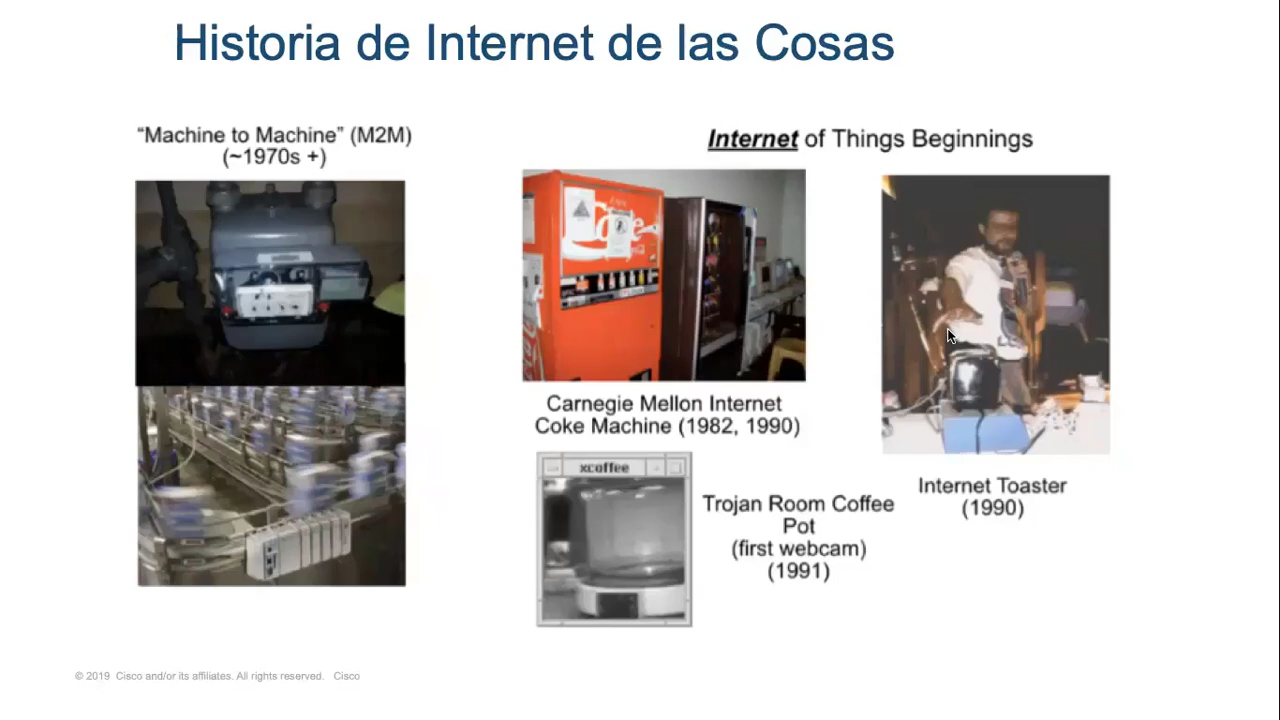 Historia de Internet de las Cosas
“Machine to Machine” (M2M)
(~1970s +)
Internet of Things Beginnings
Carnegie Mellon Internet
Coke Machine (1982, 1990)
xcoffee
Trojan Room Coffee
Pot
(first webcam)
(1991)
Internet Toaster
(1990)
© 2019 Cisco and/or its affiliates. All rights reserved. Cisco